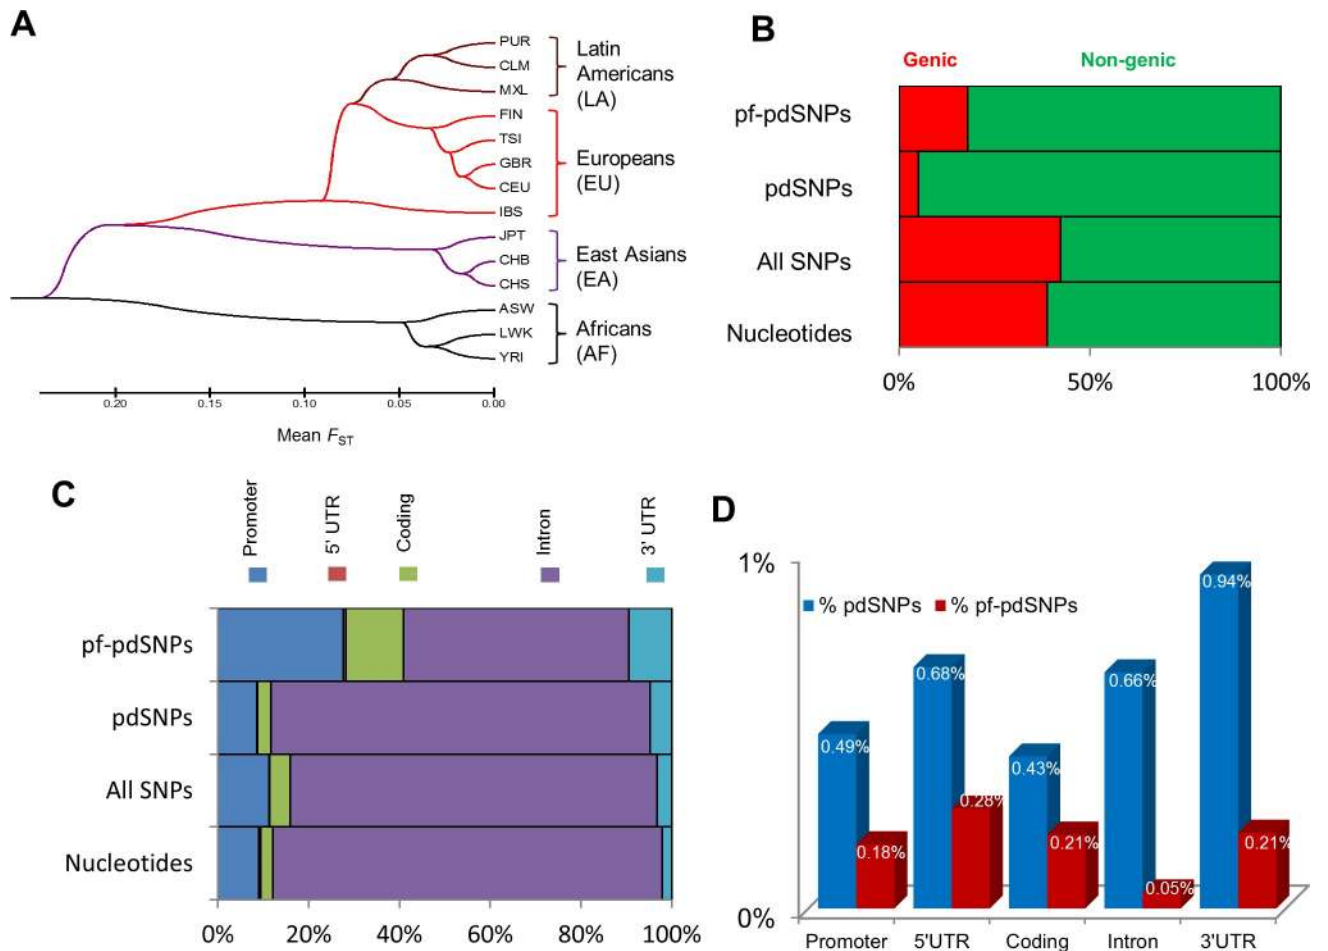 A
PUR
CLM
MXL
FIN
TSI
GBR
CEU
IBS
JPT
CHB
CHS
ASW
LWK
YRI
Latin
Americans
(LA)
Europeans
(EU)
East Asians
(EA)
Africans
(AF)
0.20 0.15 0.10 0.05 0.00
Mean FST
B
Genic Non-genic
pf-pdSNPs
pdSNPs
All SNPs
Nucleotides
0% 50% 100%
C
Promoter
5' UTR
Coding
Intron
3' UTR
pf-pdSNPs
pdSNPs
All SNPs
Nucleotides
0% 20% 40% 60% 80% 100%
D
1%
% pdSNPs % pf-pdSNPs
0.49%
0.18%
0.68%
0.28%
0.43%
0.21%
0.66%
0.05%
0.94%
0.21%
0%
Promoter 5'UTR Coding Intron 3'UTR